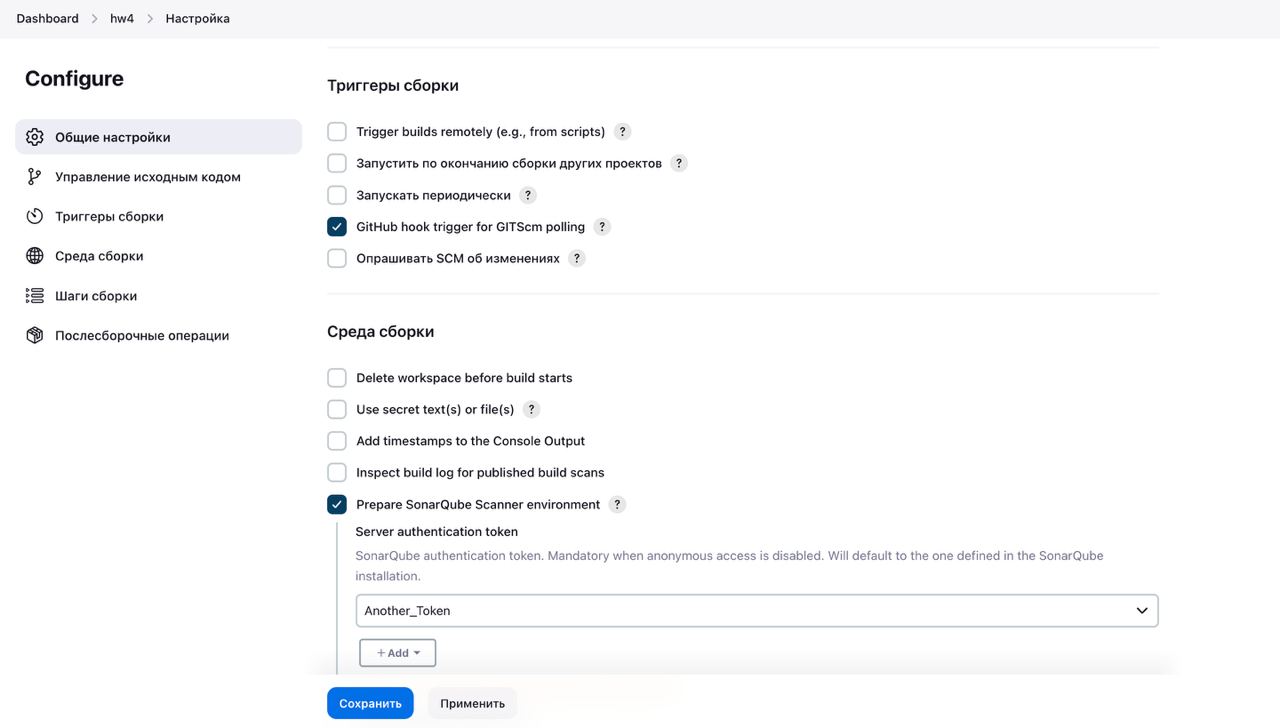 Dashboard > hw4 > Настройка
Configure
Общие настройки
Управление исходным кодом
Триггеры сборки
Среда сборки
Шаги сборки
Послесборочные операции
Триггеры сборки
Trigger builds remotely (e.g., from scripts) ?
Запустить по окончанию сборки других проектов ?
Запускать периодически ?
GitHub hook trigger for GITScm polling ?
Опрашивать SCM об изменениях ?
Среда сборки
Delete workspace before build starts
Use secret text(s) or file(s) ?
Add timestamps to the Console Output
Inspect build log for published build scans
Prepare SonarQube Scanner environment ?
Server authentication token
SonarQube authentication token. Mandatory when anonymous access is disabled. Will default to the one defined in the SonarQube
installation.
Another_Token
+ Add
Сохранить
Применить